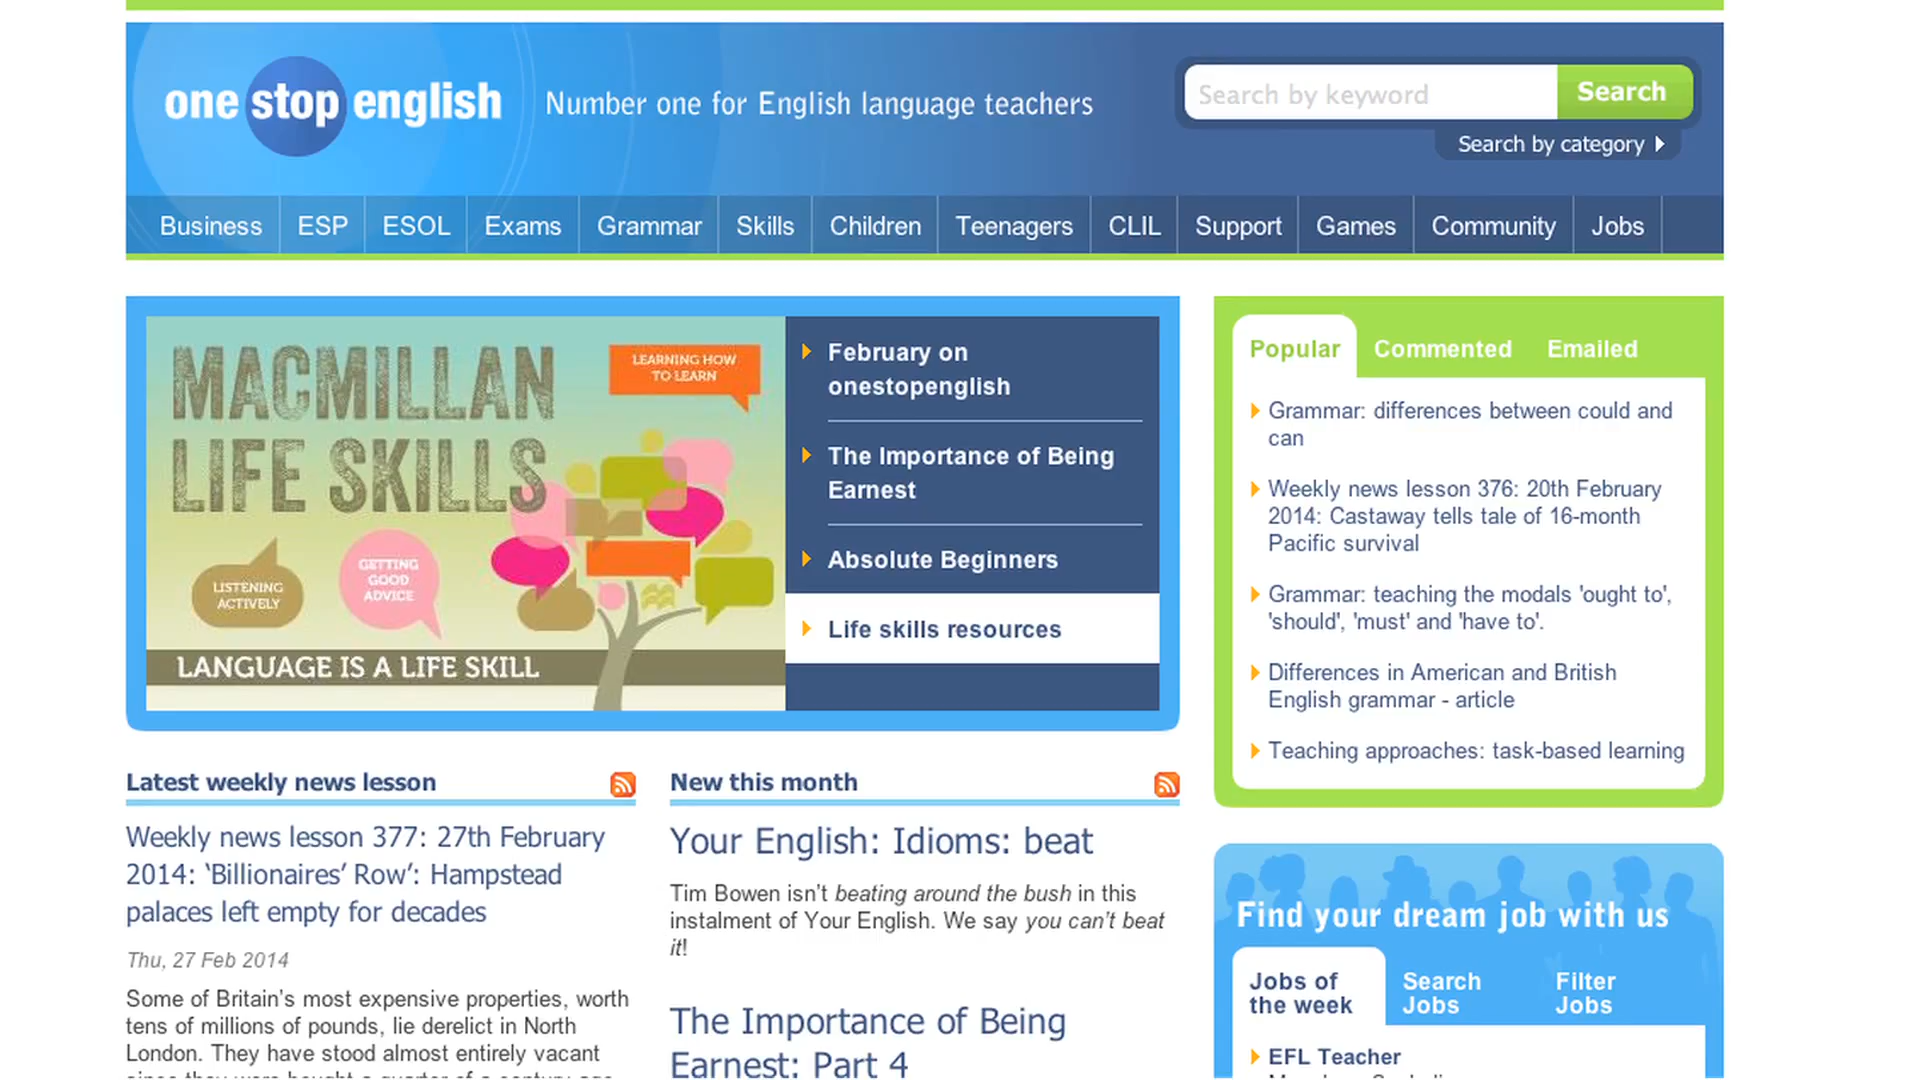 one stop english
Number one for English language teachers
Search by keyword
Search
Search by category
Business ESP ESOL Exams Grammar Skills Children Teenagers CLIL Support Games Community Jobs
MACMILLAN
LIFE SKILLS
LEARNING HOW
TO LEARN
LISTENING
ACTIVELY
GETTING
GOOD
ADVICE
LANGUAGE IS A LIFE SKILL
February on
onestopenglish
The Importance of Being
Earnest
Absolute Beginners
Life skills resources
Popular Commented Emailed
Grammar: differences between could and
can
Weekly news lesson 376: 20th February
2014: Castaway tells tale of 16-month
Pacific survival
Grammar: teaching the modals 'ought to',
'should', 'must' and 'have to'.
Differences in American and British
English grammar - article
Teaching approaches: task-based learning
Latest weekly news lesson
Weekly news lesson 377: 27th February
2014: ‘Billionaires’ Row’: Hampstead
palaces left empty for decades
Thu, 27 Feb 2014
Some of Britain’s most expensive properties, worth
tens of millions of pounds, lie derelict in North
London. They have stood almost entirely vacant
New this month
Your English: Idioms: beat
Tim Bowen isn’t beating around the bush in this
instalment of Your English. We say you can’t beat
it!
The Importance of Being
Earnest: Part 4
Find your dream job with us
Jobs of
the week
Search
Jobs
Filter
Jobs
EFL Teacher